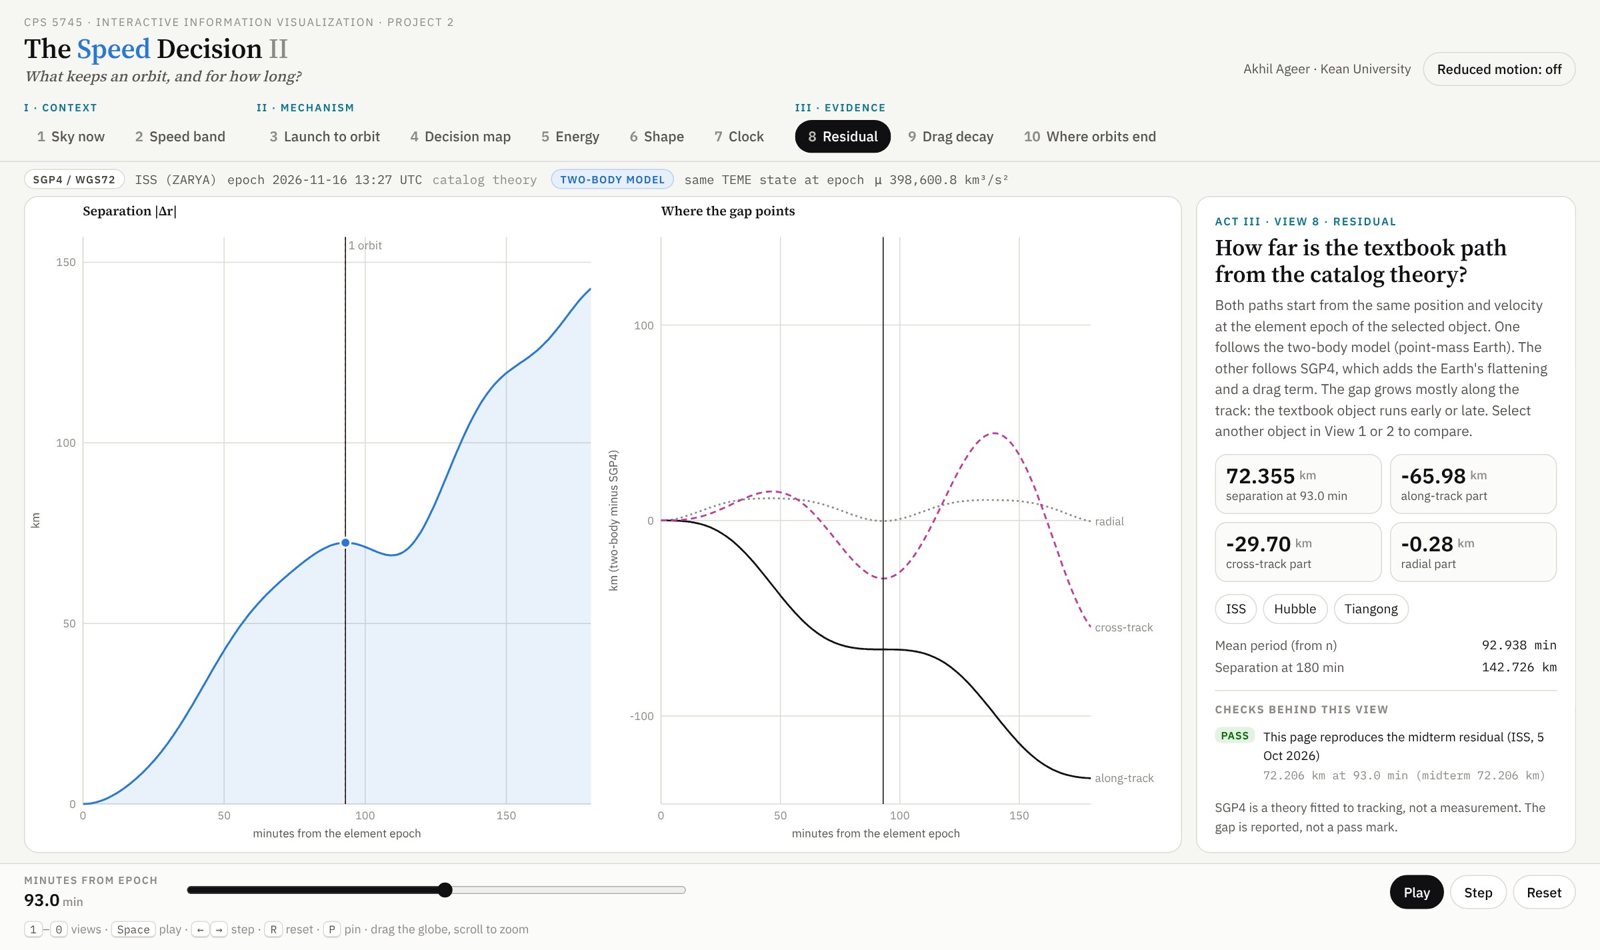 CPS 5745 · INTERACTIVE INFORMATION VISUALIZATION · PROJECT 2
The Speed Decision II
What keeps an orbit, and for how long?
Akhil Ageer · Kean University
Reduced motion: off
I · CONTEXT
II · MECHANISM
III · EVIDENCE
1 Sky now
2 Speed band
3 Launch to orbit
4 Decision map
5 Energy
6 Shape
7 Clock
8 Residual
9 Drag decay
10 Where orbits end
SGP4 / WGS72 ISS (ZARYA) epoch 2026-11-16 13:27 UTC catalog theory
TWO-BODY MODEL same TEME state at epoch μ 398,600.8 km³/s²
Separation |Δr|
1 orbit
150
100
50
0
km
0 50 100 150
minutes from the element epoch
Where the gap points
100
0
-100
km (two-body minus SGP4)
radial
cross-track
along-track
0 50 100 150
minutes from the element epoch
ACT III · VIEW 8 · RESIDUAL
How far is the textbook path
from the catalog theory?
Both paths start from the same position and velocity
at the element epoch of the selected object. One
follows the two-body model (point-mass Earth). The
other follows SGP4, which adds the Earth's flattening
and a drag term. The gap grows mostly along the
track: the textbook object runs early or late. Select
another object in View 1 or 2 to compare.
72.355 km
separation at 93.0 min
-65.98 km
along-track part
-29.70 km
cross-track part
-0.28 km
radial part
ISS
Hubble
Tiangong
Mean period (from n) 92.938 min
Separation at 180 min 142.726 km
CHECKS BEHIND THIS VIEW
PASS This page reproduces the midterm residual (ISS, 5
Oct 2026)
72.206 km at 93.0 min (midterm 72.206 km)
SGP4 is a theory fitted to tracking, not a measurement. The
gap is reported, not a pass mark.
MINUTES FROM EPOCH
93.0 min
Play
Step
Reset
1–0 views · Space play · ← → step · R reset · P pin · drag the globe, scroll to zoom